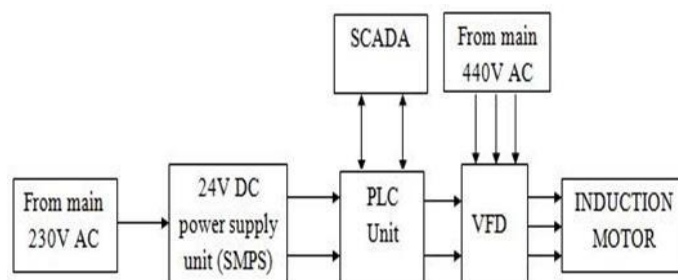 SCADA
From main
440V AC
From main
230V AC
24V DC
power supply
unit (SMPS)
PLC
Unit
VFD
INDUCTION
MOTOR